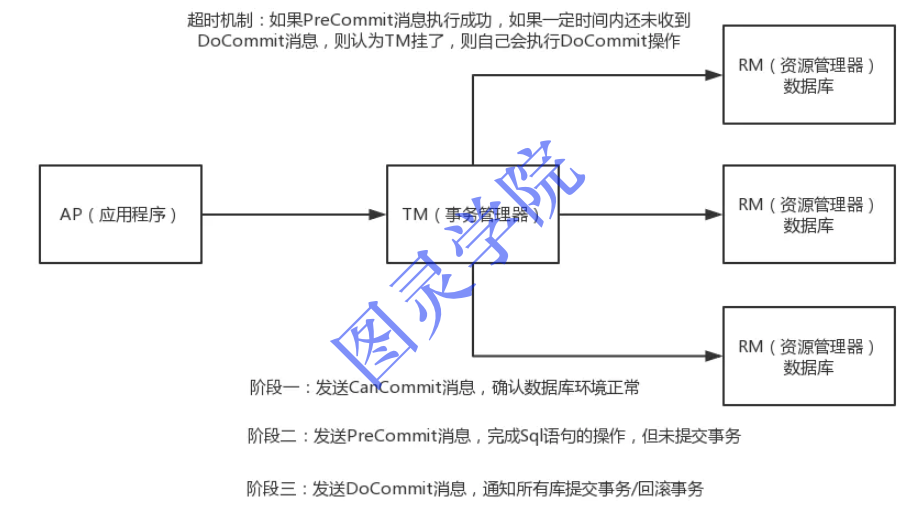 超时机制：如果PreCommit消息执行成功，如果一定时间内还未收到
DoCommit消息，则认为TM挂了，则自己会执行DoCommit操作
RM（资源管理器）
数据库
AP（应用程序）
TM（事务管理器）
RM（资源管理器）
数据库
图灵学院
RM（资源管理器）
数据库
阶段一：发送CanCommit消息，确认数据库环境正常
阶段二：发送PreCommit消息，完成Sql语句的操作，但未提交事务
阶段三：发送DoCommit消息，通知所有库提交事务/回滚事务